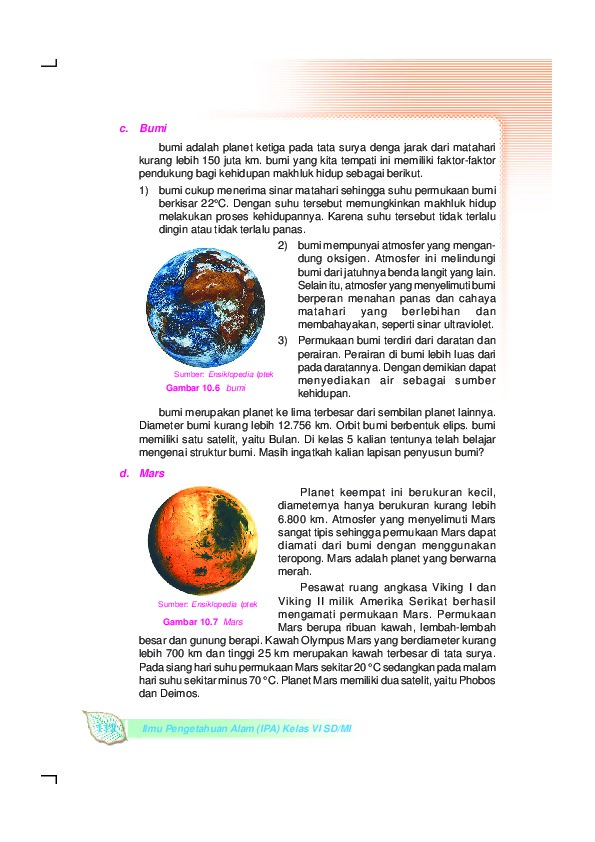 c. Bumi
bumi adalah planet ketiga pada tata surya denga jarak dari matahari
kurang lebih 150 juta km. bumi yang kita tempati ini memiliki faktor-faktor
pendukung bagi kehidupan makhluk hidup sebagai berikut.
1) bumi cukup menerima sinar matahari sehingga suhu permukaan bumi
berkisar 22°C. Dengan suhu tersebut memungkinkan makhluk hidup
melakukan proses kehidupannya. Karena suhu tersebut tidak terlalu
dingin atau tidak terlalu panas.
2) bumi mempunyai atmosfer yang mengan-
dung oksigen. Atmosfer ini melindungi
bumi dari jatuhnya benda langit yang lain.
Selain itu, atmosfer yang menyelimuti bumi
berperan menahan panas dan cahaya
matahari yang berlebihan dan
membahayakan, seperti sinar ultraviolet.
3) Permukaan bumi terdiri dari daratan dan
perairan. Perairan di bumi lebih luas dari
pada daratannya. Dengan demikian dapat
menyediakan air sebagai sumber
kehidupan.
Sumber: Ensiklopedia Iptek
Gambar 10.6 bumi
bumi merupakan planet ke lima terbesar dari sembilan planet lainnya.
Diameter bumi kurang lebih 12.756 km. Orbit bumi berbentuk elips. bumi
memiliki satu satelit, yaitu Bulan. Di kelas 5 kalian tentunya telah belajar
mengenai struktur bumi. Masih ingatkah kalian lapisan penyusun bumi?
d. Mars
Planet keempat ini berukuran kecil,
diameternya hanya berukuran kurang lebih
6.800 km. Atmosfer yang menyelimuti Mars
sangat tipis sehingga permukaan Mars dapat
diamati dari bumi dengan menggunakan
teropong. Mars adalah planet yang berwarna
merah.
Sumber: Ensiklopedia Iptek
Gambar 10.7 Mars
Pesawat ruang angkasa Viking I dan
Viking II milik Amerika Serikat berhasil
mengamati permukaan Mars. Permukaan
Mars berupa ribuan kawah, lembah-lembah
besar dan gunung berapi. Kawah Olympus Mars yang berdiameter kurang
lebih 700 km dan tinggi 25 km merupakan kawah terbesar di tata surya.
Pada siang hari suhu permukaan Mars sekitar 20 °C sedangkan pada malam
hari suhu sekitar minus 70 °C. Planet Mars memiliki dua satelit, yaitu Phobos
dan Deimos.
Ilmu Pengetahuan Alam (IPA) Kelas VI SD/MI